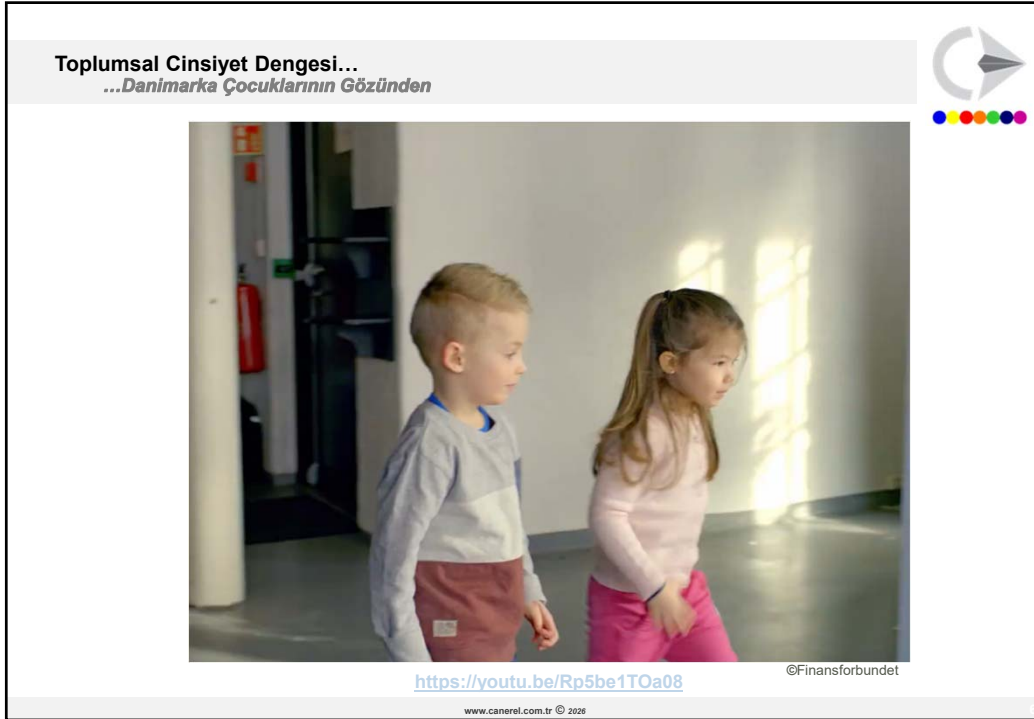 Toplumsal Cinsiyet Dengesi…
…Danimarka Çocuklarının Gözünden
©Finansforbundet
https://youtu.be/Rp5be1TOa08
www.canerel.com.tr © 2026